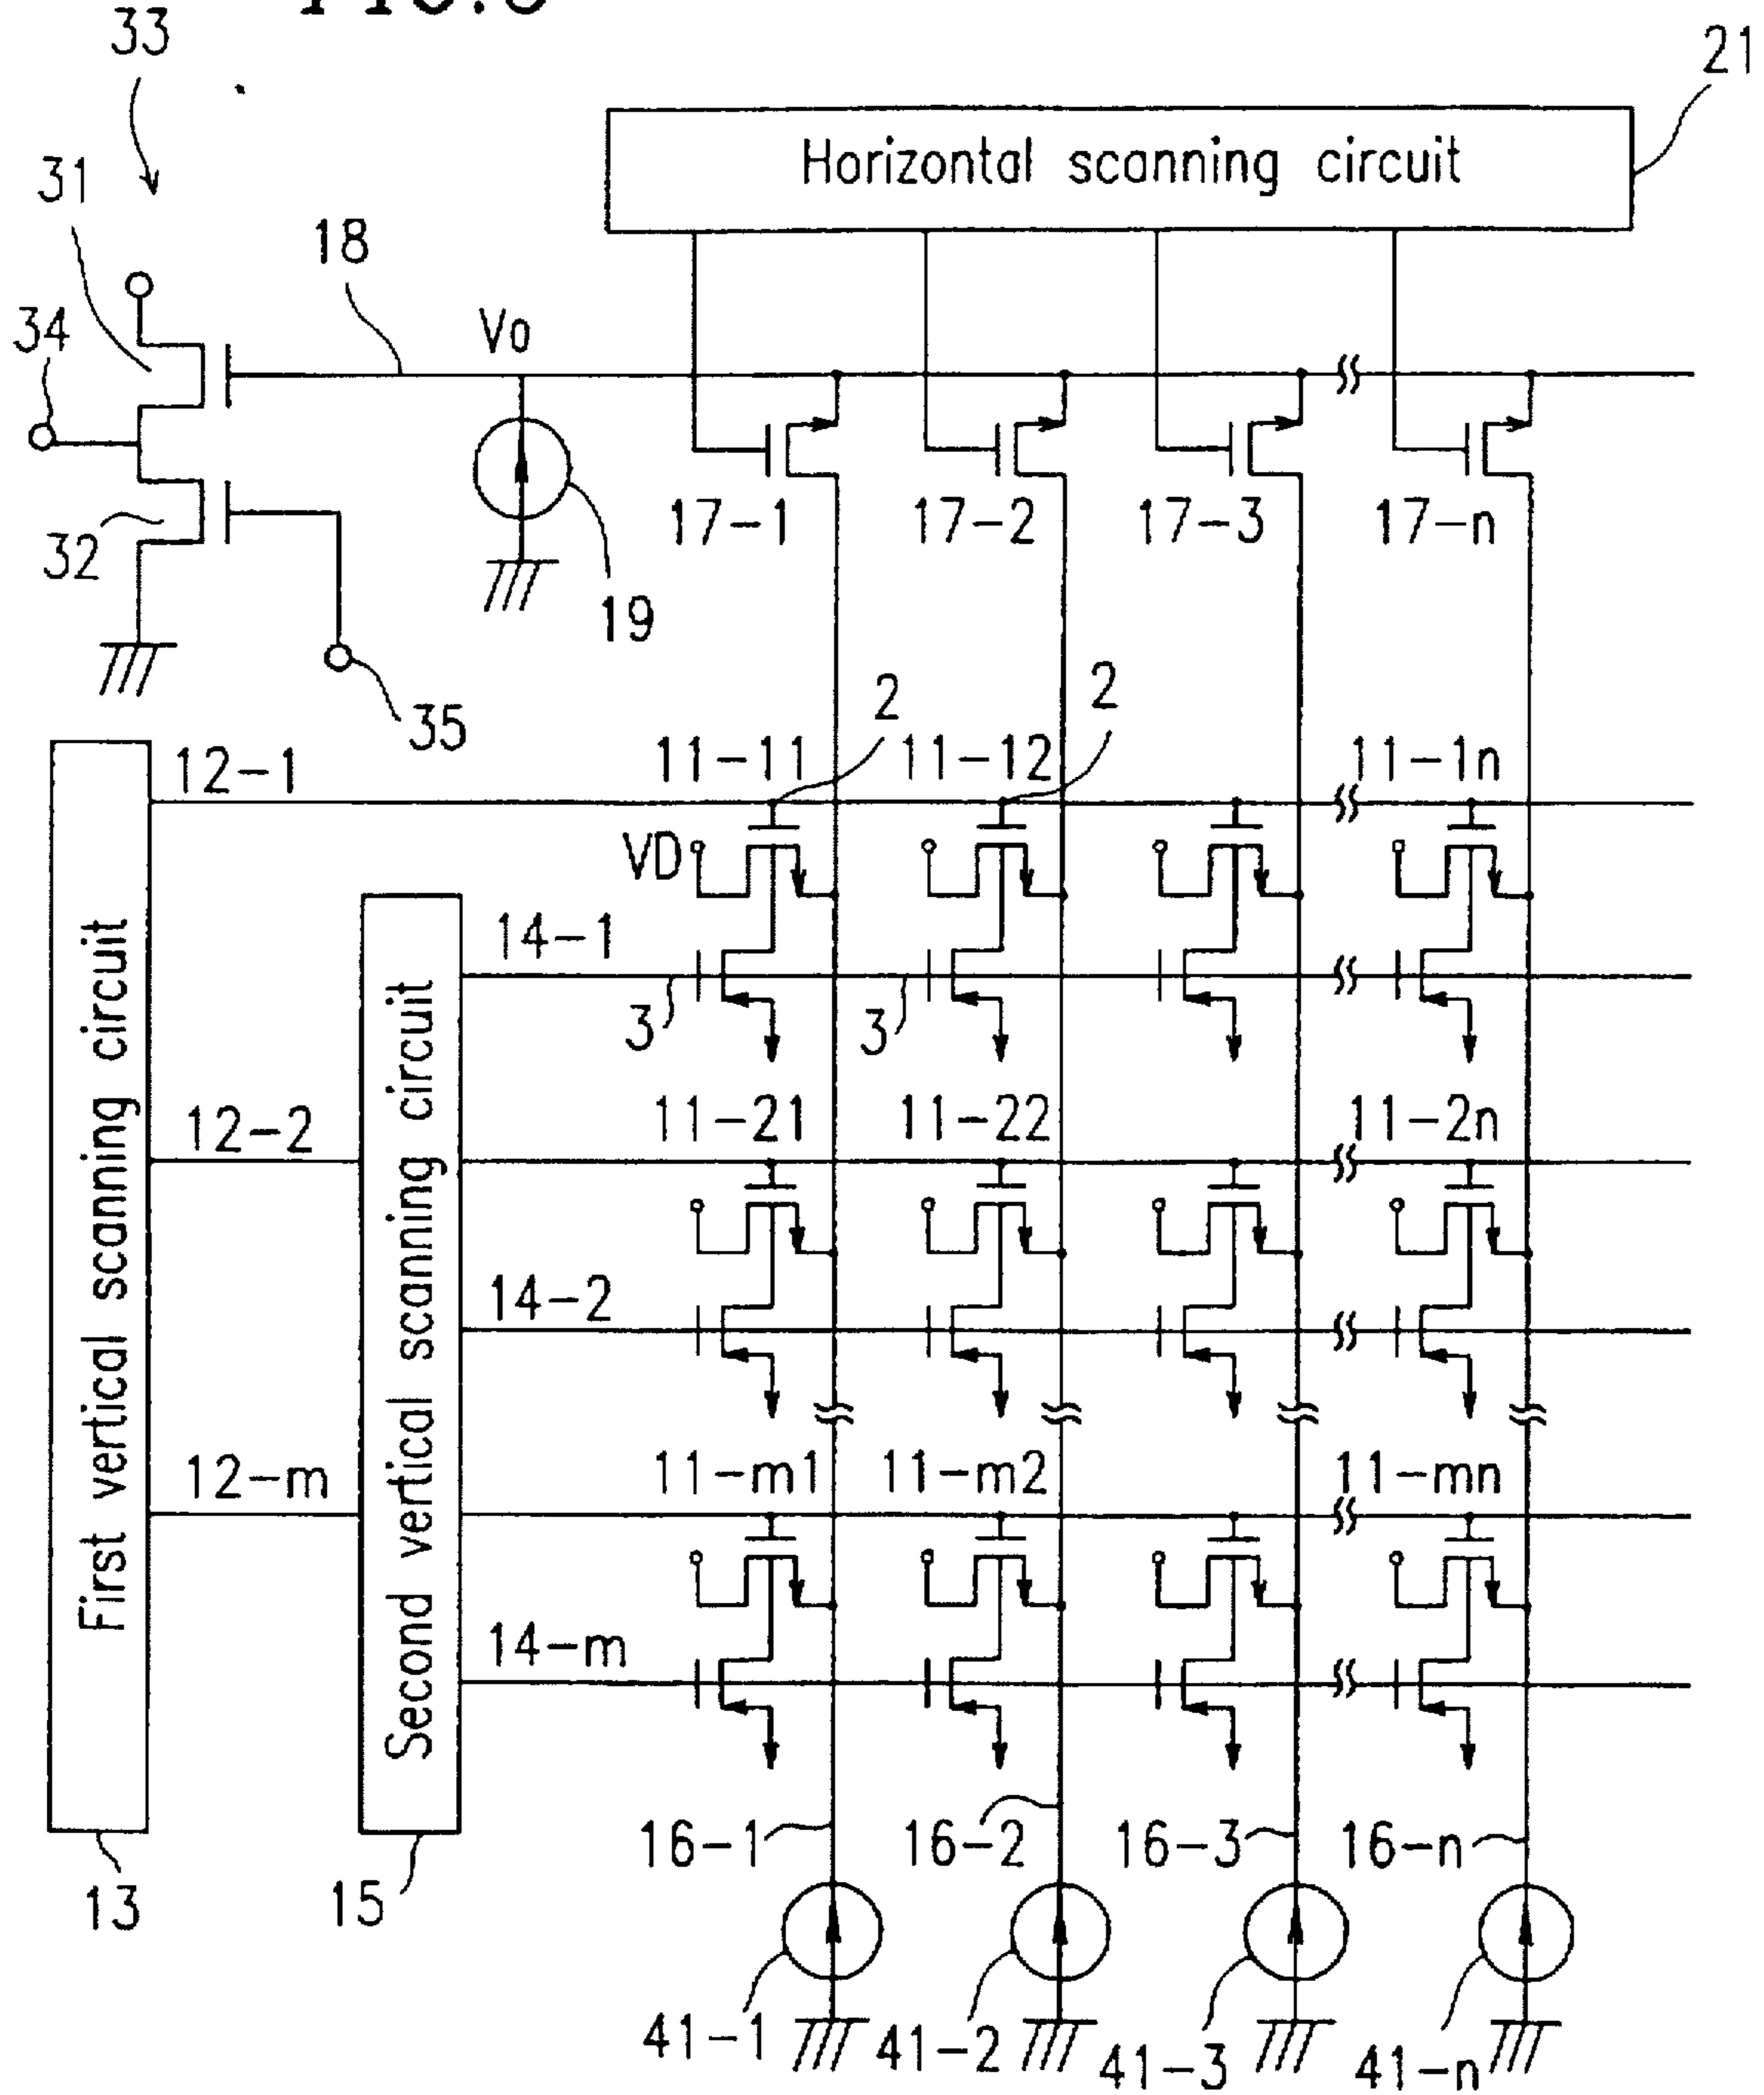 33
21
Horizontal scanning circuit
31
18
34
Vo
17-1
17-2
17-3
17-n
32
19
35
2
2
12-1
11-11
11-12
11-1n
VD
14-1
3
3
First vertical scanning circuit
Second vertical scanning circuit
12-2
11-21
11-22
11-2n
14-2
12-m
11-m1
11-m2
11-mn
14-m
16-1
16-2
16-3
16-n
13
15
41-1
41-2
41-3
41-n